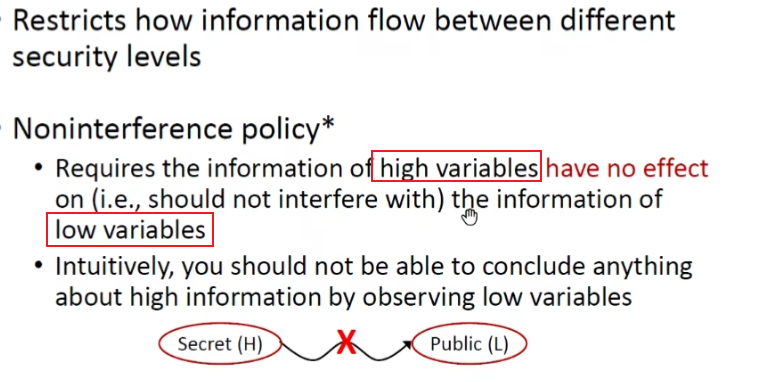 • Restricts how information flow between different
security levels
• Noninterference policy*
• Requires the information of high variables have no effect
on (i.e., should not interfere with) the information of
low variables
• Intuitively, you should not be able to conclude anything
about high information by observing low variables
Secret (H) X Public (L)